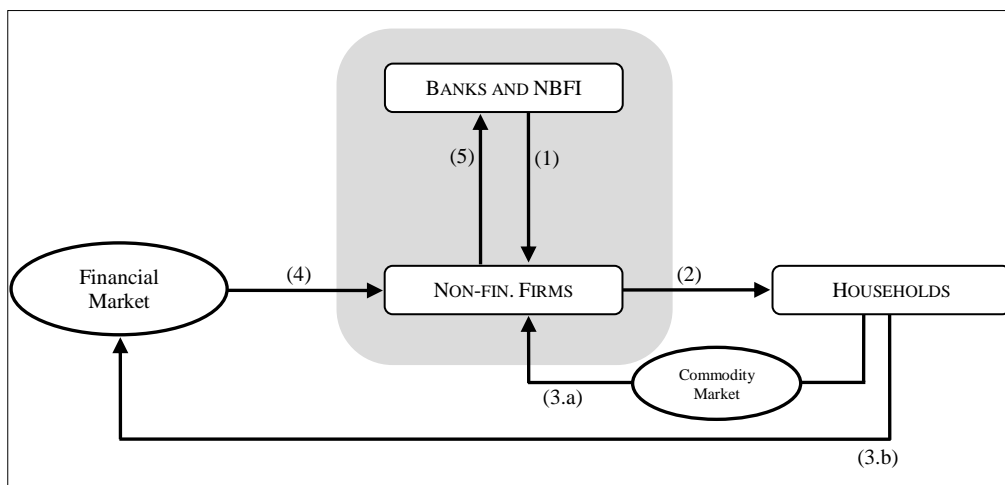 BANKS AND NBFI
(5)
(1)
Financial
Market
(4)
NON-FIN. FIRMS
(2)
HOUSEHOLDS
Commodity
Market
(3.a)
(3.b)